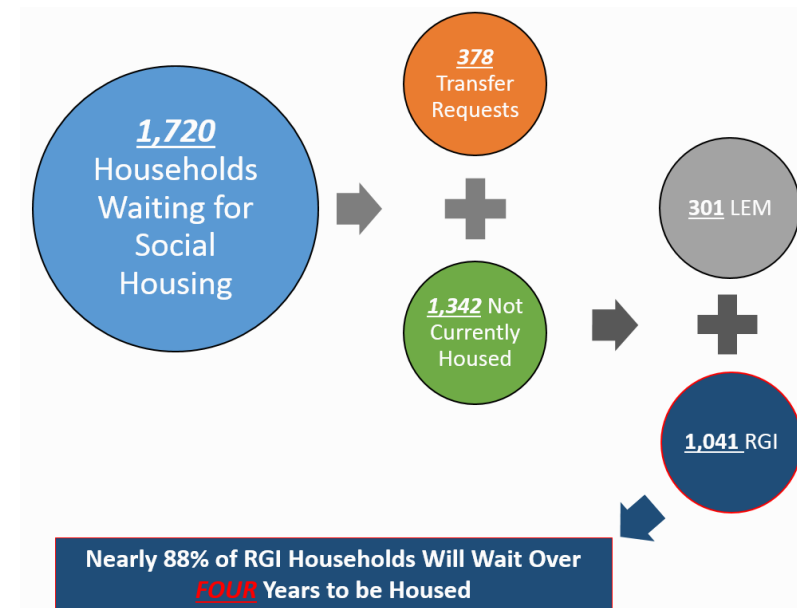 1,720
Households
Waiting for
Social
Housing
378
Transfer
Requests
1,342 Not
Currently
Housed
301 LEM
1,041 RGI
Nearly 88% of RGI Households Will Wait Over
FOUR Years to be Housed